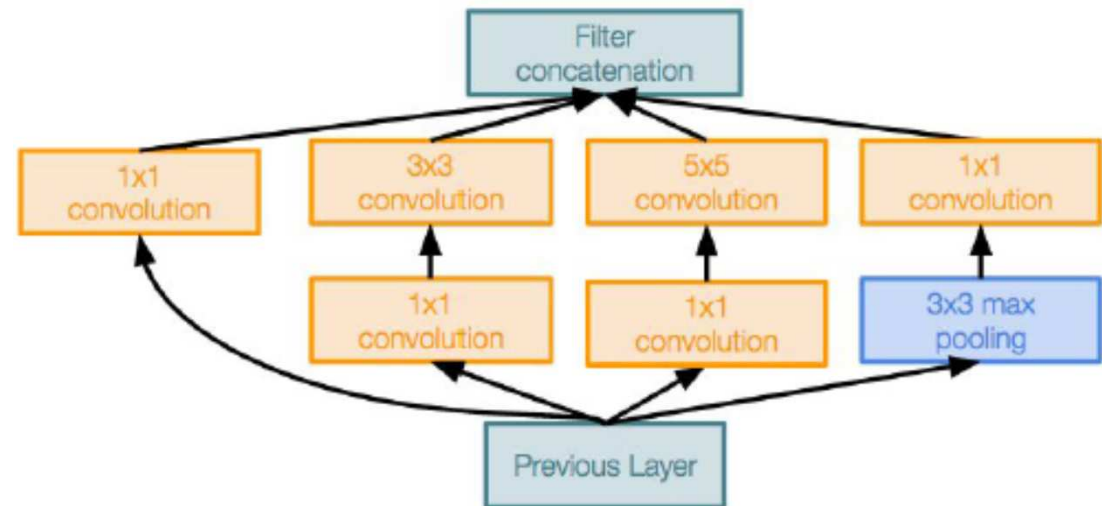 Filter
concatenation
1x1
convolution
3x3
convolution
5x5
convolution
1x1
convolution
1x1
convolution
1x1
convolution
3x3 max
pooling
Previous Layer